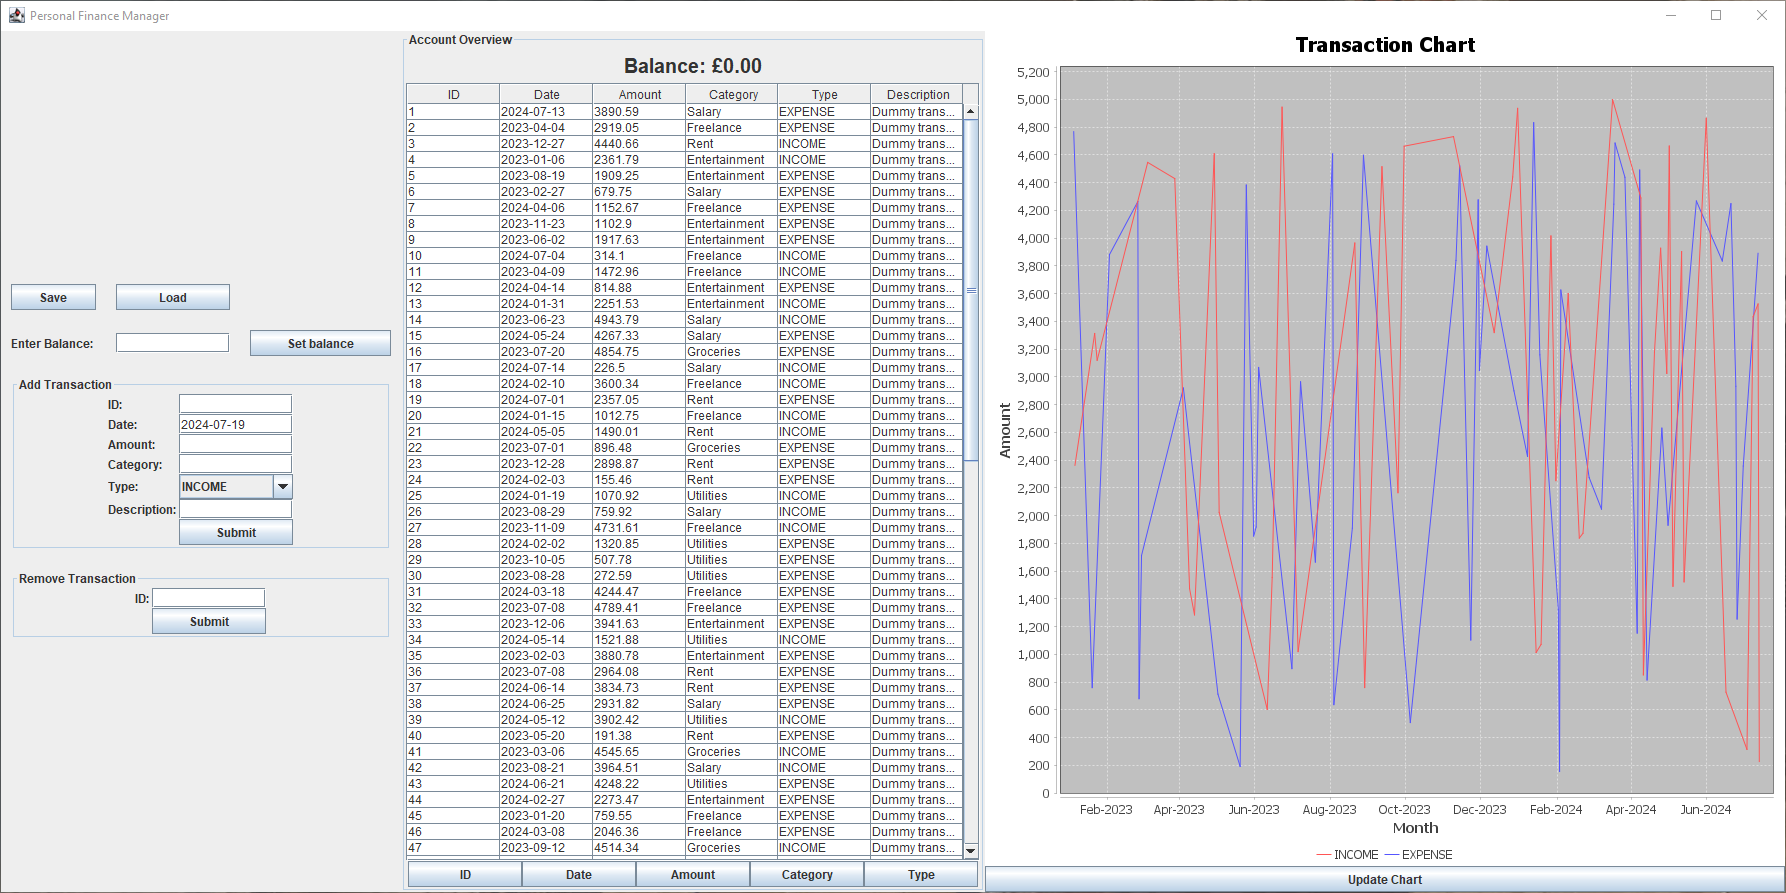 Personal Finance Manager
Save Load
Enter Balance: Set balance
Add Transaction
ID:
Date: 2024-07-19
Amount:
Category:
Type: INCOME
Description:
Submit
Remove Transaction
ID:
Submit
Account Overview
Balance: £0.00
ID Date Amount Category Type Description
1 2024-07-13 3890.59 Salary EXPENSE Dummy trans...
2 2023-04-04 2919.05 Freelance EXPENSE Dummy trans...
3 2023-12-27 4440.66 Rent INCOME Dummy trans...
4 2023-01-06 2361.79 Entertainment INCOME Dummy trans...
5 2023-08-19 1909.25 Entertainment EXPENSE Dummy trans...
6 2023-02-27 679.75 Salary EXPENSE Dummy trans...
7 2024-04-06 1152.67 Freelance EXPENSE Dummy trans...
8 2023-11-23 1102.9 Entertainment EXPENSE Dummy trans...
9 2023-06-02 1917.63 Entertainment EXPENSE Dummy trans...
10 2024-07-04 314.1 Freelance INCOME Dummy trans...
11 2023-04-09 1472.96 Freelance INCOME Dummy trans...
12 2024-04-14 814.88 Entertainment EXPENSE Dummy trans...
13 2024-01-31 2251.53 Entertainment INCOME Dummy trans...
14 2023-06-23 4943.79 Salary INCOME Dummy trans...
15 2024-05-24 4267.33 Salary EXPENSE Dummy trans...
16 2023-07-20 4854.75 Groceries EXPENSE Dummy trans...
17 2024-07-14 226.5 Salary INCOME Dummy trans...
18 2024-02-10 3600.34 Freelance INCOME Dummy trans...
19 2024-07-01 2357.05 Rent EXPENSE Dummy trans...
20 2024-01-15 1012.75 Freelance INCOME Dummy trans...
21 2024-05-05 1490.01 Rent INCOME Dummy trans...
22 2023-07-01 896.48 Groceries EXPENSE Dummy trans...
23 2023-12-28 2898.87 Rent EXPENSE Dummy trans...
24 2024-02-03 155.46 Rent EXPENSE Dummy trans...
25 2024-01-19 1070.92 Utilities INCOME Dummy trans...
26 2023-08-29 759.92 Salary INCOME Dummy trans...
27 2023-11-09 4731.61 Freelance INCOME Dummy trans...
28 2024-02-02 1320.85 Utilities EXPENSE Dummy trans...
29 2023-10-05 507.78 Utilities EXPENSE Dummy trans...
30 2023-08-28 272.59 Utilities EXPENSE Dummy trans...
31 2024-03-18 4244.47 Freelance EXPENSE Dummy trans...
32 2023-07-08 4789.41 Freelance EXPENSE Dummy trans...
33 2023-12-06 3941.63 Entertainment EXPENSE Dummy trans...
34 2024-05-14 1521.88 Utilities INCOME Dummy trans...
35 2023-02-03 3880.78 Entertainment EXPENSE Dummy trans...
36 2023-07-08 2964.08 Rent EXPENSE Dummy trans...
37 2024-06-14 3834.73 Rent EXPENSE Dummy trans...
38 2024-06-25 2931.82 Salary EXPENSE Dummy trans...
39 2024-05-12 3902.42 Utilities INCOME Dummy trans...
40 2023-05-20 191.38 Rent EXPENSE Dummy trans...
41 2023-03-06 4545.65 Groceries INCOME Dummy trans...
42 2023-08-21 3964.51 Salary INCOME Dummy trans...
43 2024-06-21 4248.22 Utilities EXPENSE Dummy trans...
44 2024-02-27 2273.47 Entertainment EXPENSE Dummy trans...
45 2023-01-20 759.55 Freelance EXPENSE Dummy trans...
46 2024-03-08 2046.36 Freelance EXPENSE Dummy trans...
47 2023-09-12 4514.34 Groceries INCOME Dummy trans...
ID Date Amount Category Type
Transaction Chart
5,200
5,000
4,800
4,600
4,400
4,200
4,000
3,800
3,600
3,400
3,200
3,000
2,800
2,600
2,400
2,200
2,000
1,800
1,600
1,400
1,200
1,000
800
600
400
200
0
Amount
Feb-2023 Apr-2023 Jun-2023 Aug-2023 Oct-2023 Dec-2023 Feb-2024 Apr-2024 Jun-2024
Month
INCOME EXPENSE
Update Chart